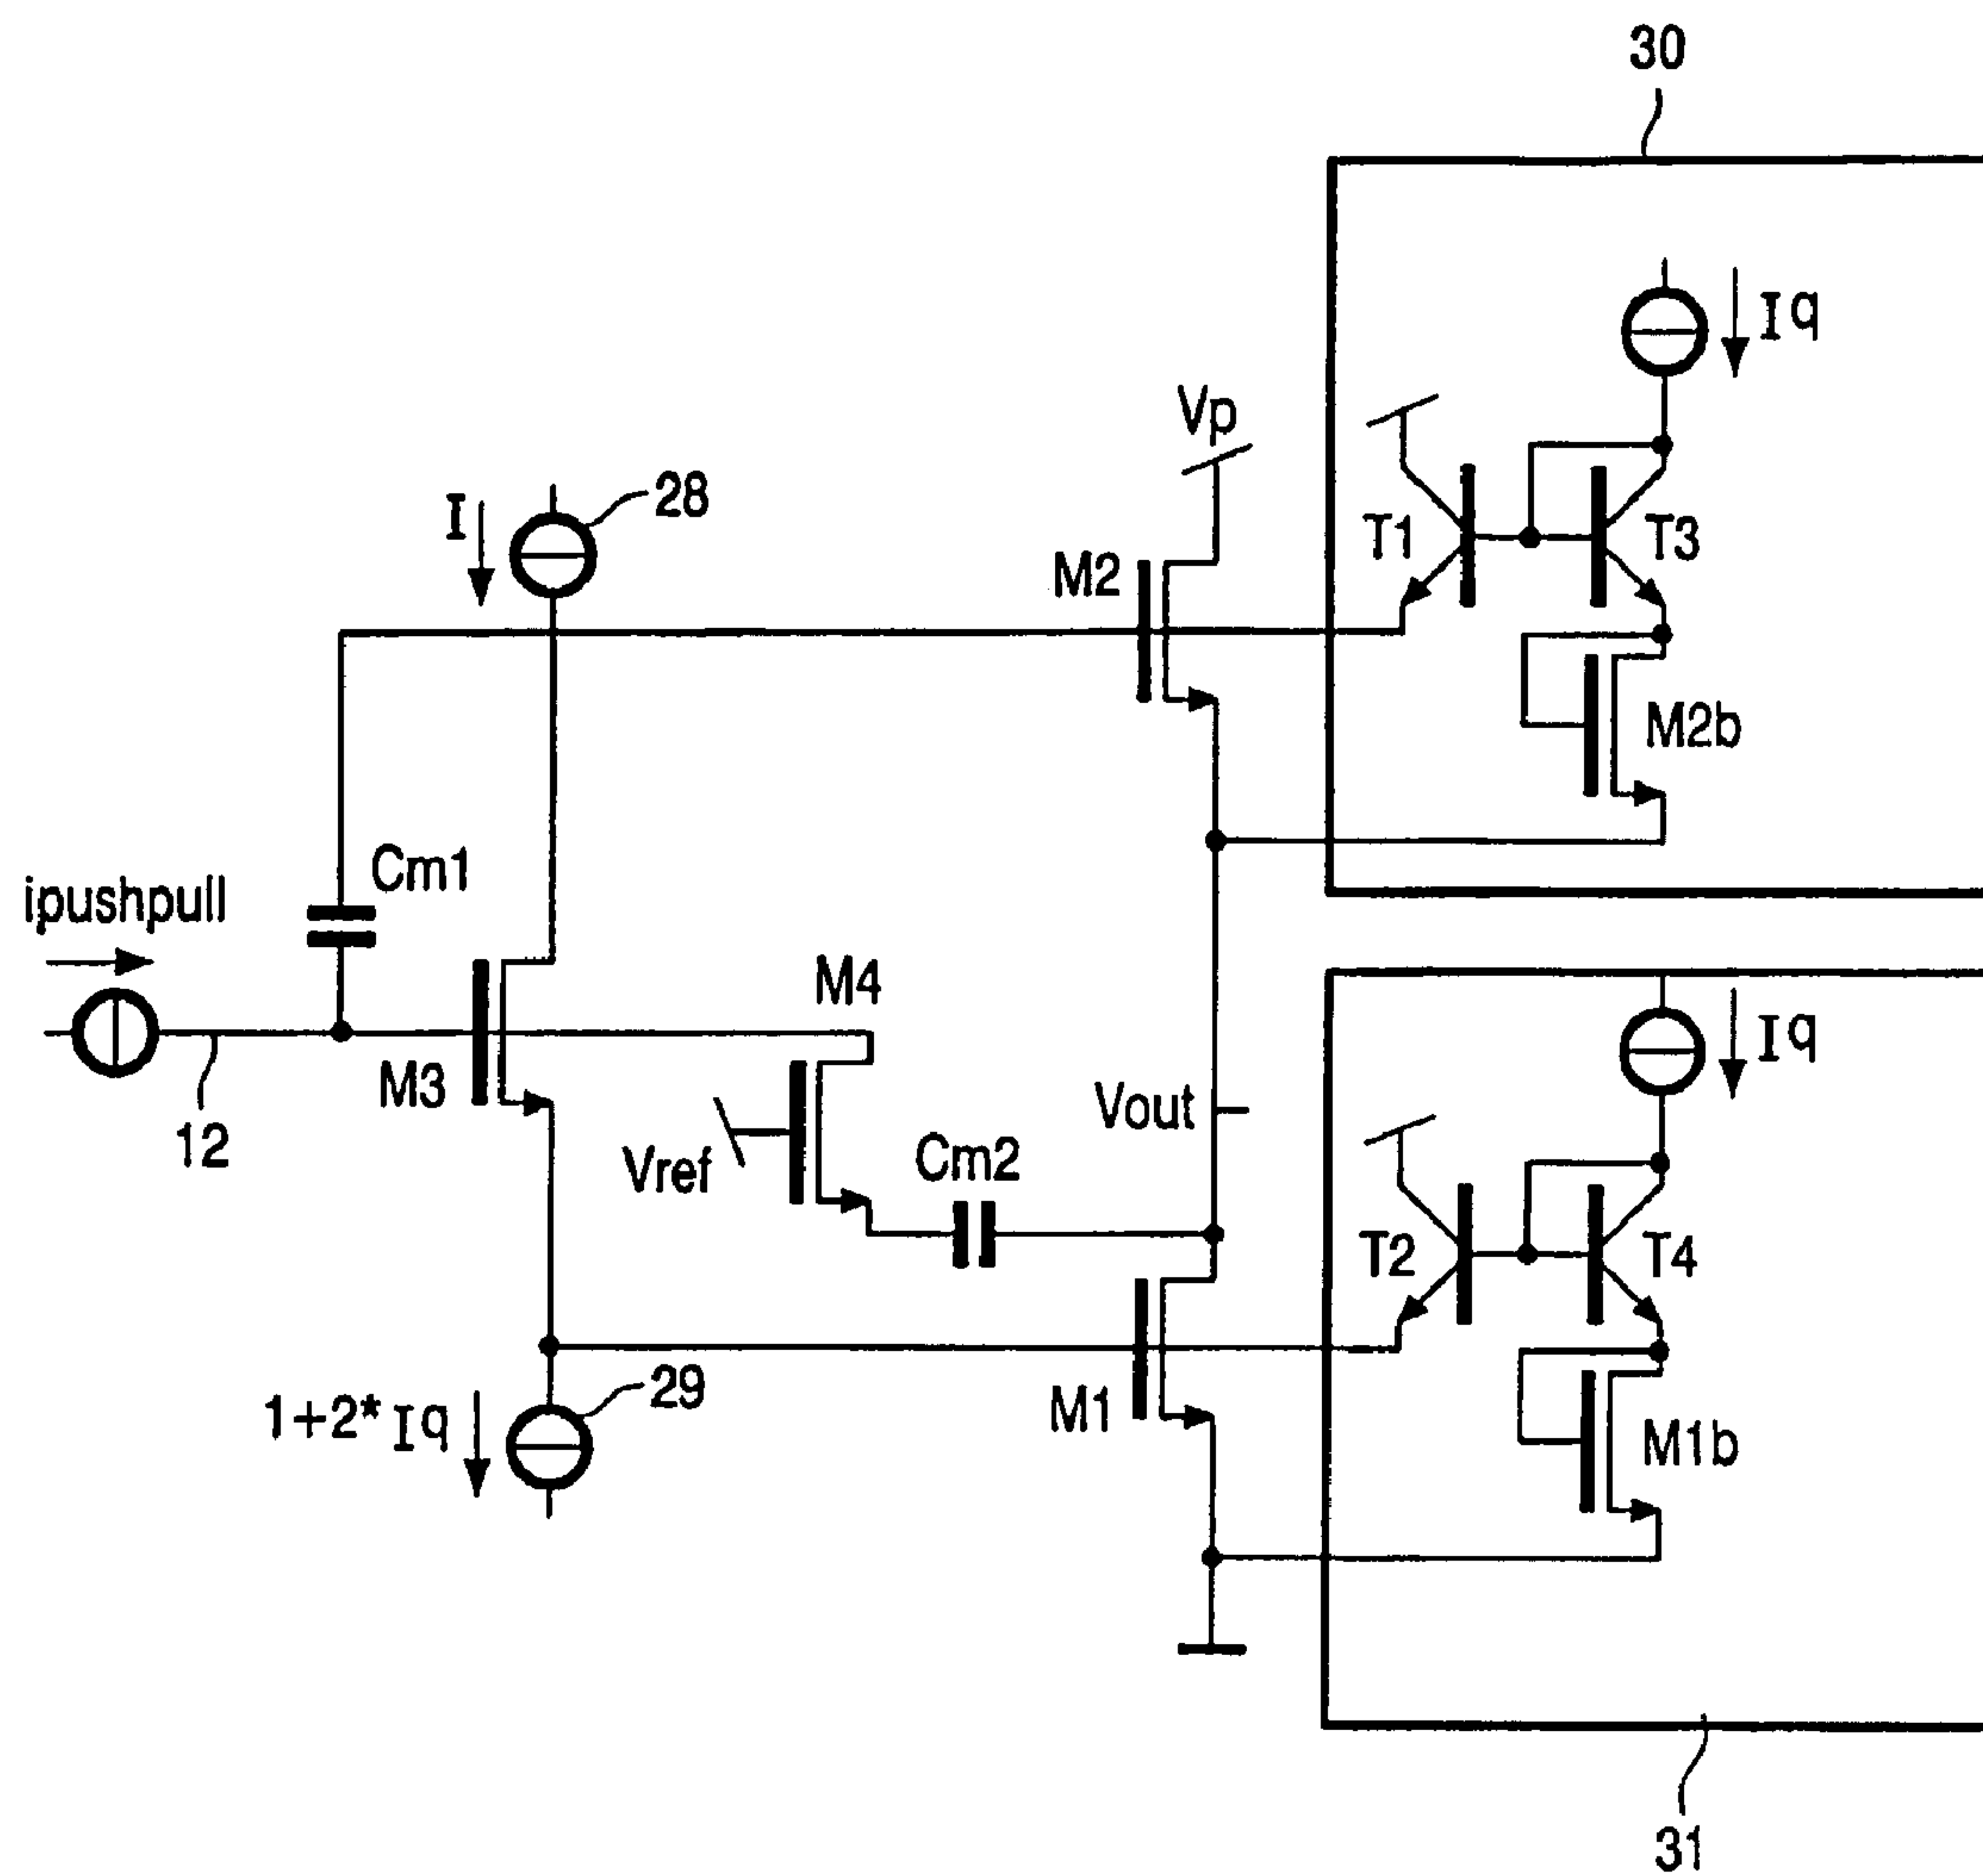 30
Iq
Vp
I
28
M2
T1
T3
M2b
Cm1
ipushpull
M4
Iq
M3
Vout
12
Vref
Cm2
T2
T4
29
1+2*Iq
M1
M1b
31